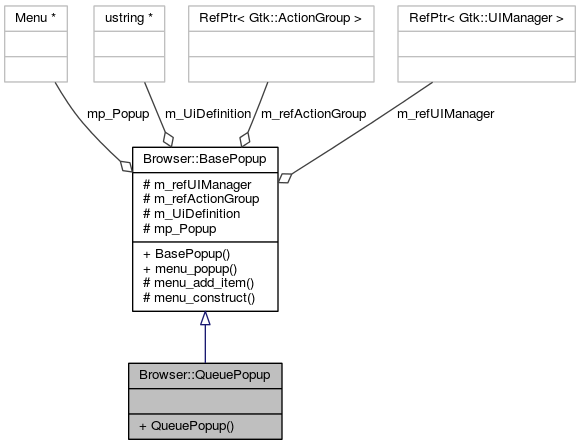 Menu *
ustring *
RefPtr< Gtk::ActionGroup >
RefPtr< Gtk::UIManager >
mp_Popup
m_UiDefinition
m_refActionGroup
m_refUIManager
Browser::BasePopup
# m_refUIManager
# m_refActionGroup
# m_UiDefinition
# mp_Popup
+ BasePopup()
+ menu_popup()
# menu_add_item()
# menu_construct()
Browser::QueuePopup
+ QueuePopup()